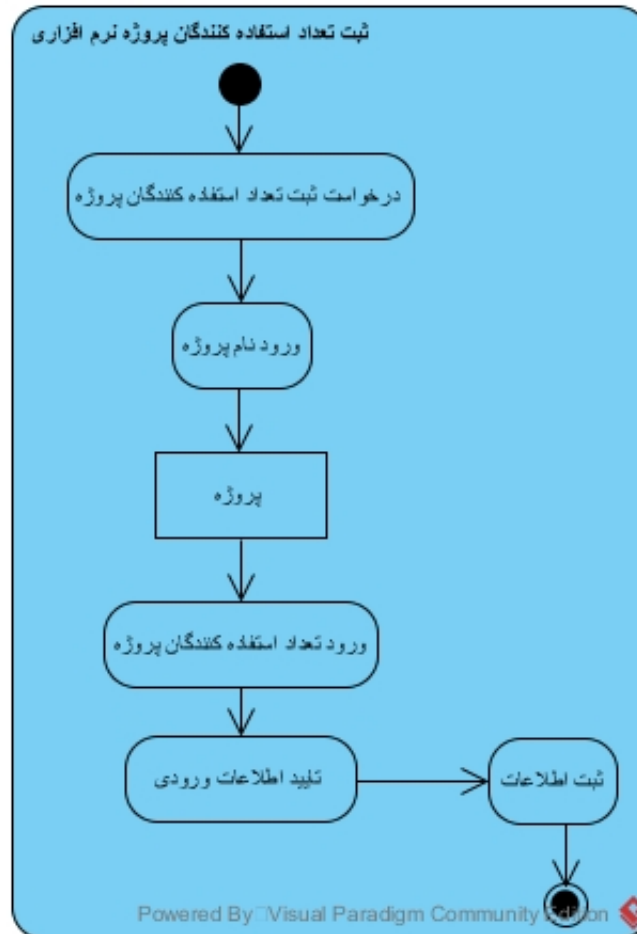 ثبت تعداد استفاده کنندگان پروژه نرم افزاری
درخواست ثبت تعداد استفاده کنندگان پروژه
ورود نام پروژه
پروژه
ورود تعداد استفاده کنندگان پروژه
تایید اطلاعات ورودی
ثبت اطلاعات
Powered By Visual Paradigm Community Edition